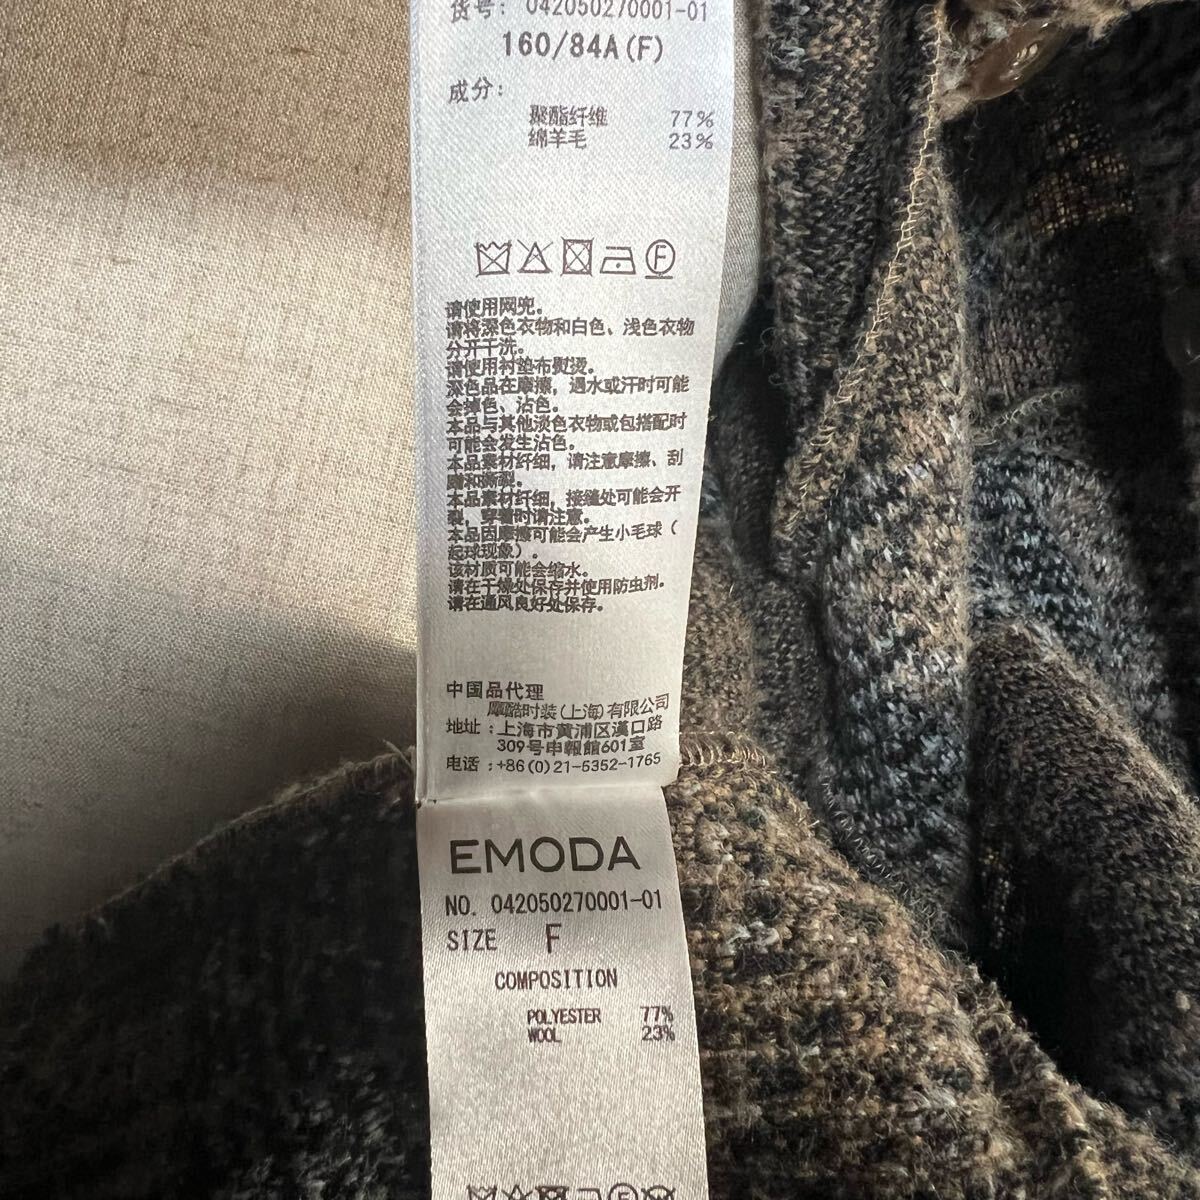 货号: 042050270001-01
160/84A(F)
成分:
聚酯纤维 77%
绵羊毛 23%
F
请使用网兜。
请将深色衣物和白色、浅色衣物
分开干洗。
请使用衬垫布熨烫。
深色品在摩擦，遇水或汗时可能
会掉色、沾色。
本品与其他淡色衣物或包搭配时
可能会发生沾色。
本品素材纤细，请注意摩擦、刮
蹭和撕裂。
本品素材纤细，接缝处可能会开
裂，穿着时请注意。
本品因摩擦可能会产生小毛球（
起球现象）。
该材质可能会缩水。
请在干燥处保存并使用防虫剂.
请在通风良好处保存。
中国品代理
摩酷时装(上海)有限公司
地址：上海市黄浦区漢口路
309号申報館601室
电话：+86(0)21-6352-1765
EMODA
NO. 042050270001-01
SIZE F
COMPOSITION
POLYESTER 77%
WOOL 23%